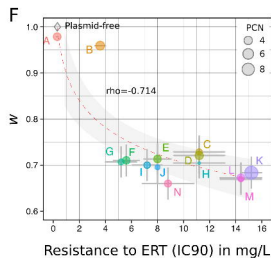 F
Plasmid-free
PCN
4
6
8
A
B
rho=-0.714
G
F
E
C
D
I
J
H
K
L
N
M
w
1.0
0.9
0.8
0.7
0.6
0
2
4
6
8
10
12
14
16
Resistance to ERT (IC90) in mg/L